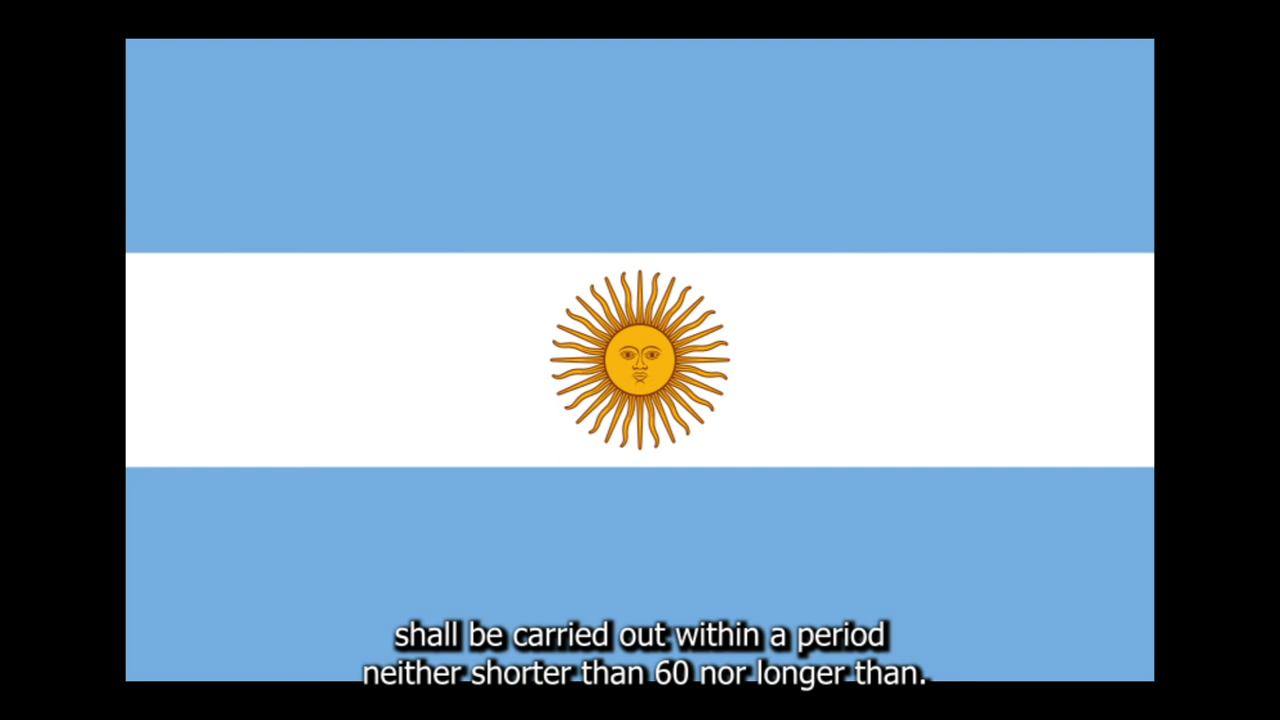 shall be carried out within a period
neither shorter than 60 nor longer than.